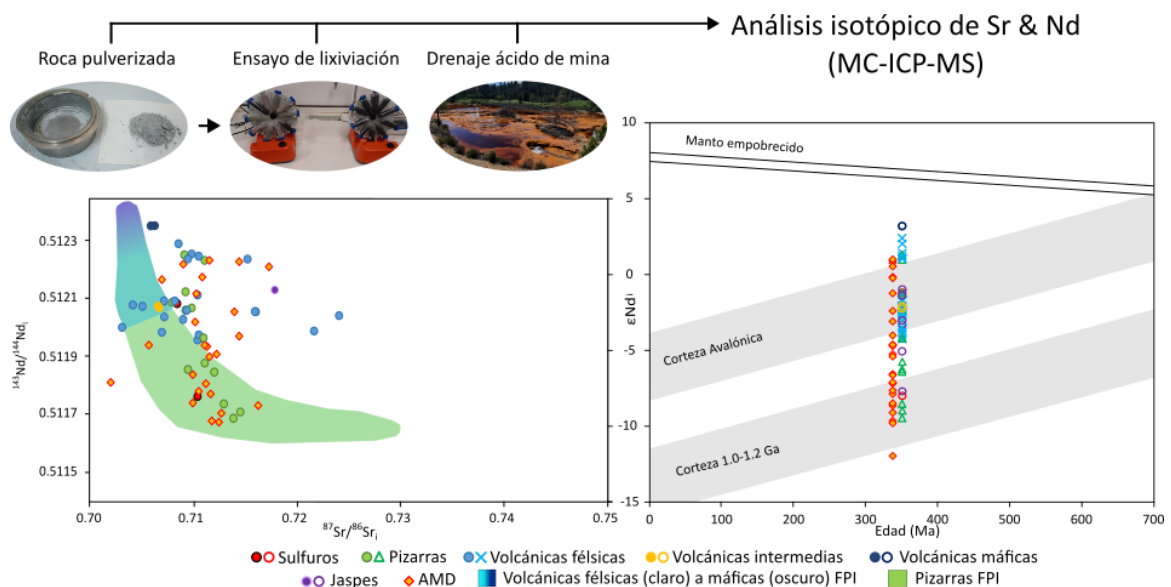 Análisis isotópico de Sr & Nd
(MC-ICP-MS)
Roca pulverizada
Ensayo de lixiviación
Drenaje ácido de mina
¹⁴³Nd/¹⁴⁴Ndᵢ
0.5123
0.5121
0.5119
0.5117
0.5115
0.70
0.71
0.72
0.73
0.74
0.75
⁸⁷Sr/⁸⁶Srᵢ
εNdⁱ
10
5
0
-5
-10
-15
Manto empobrecido
Corteza Avalónica
Corteza 1.0-1.2 Ga
0
100
200
300
400
500
600
700
Edad (Ma)
Sulfuros
Pizarras
Volcánicas félsicas
Volcánicas intermedias
Volcánicas máficas
Jaspes
AMD
Volcánicas félsicas (claro) a máficas (oscuro) FPI
Pizarras FPI